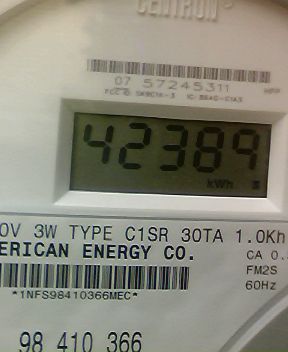 CENTRON®
07 57245311
42389
kWh
0V 3W TYPE C1SR 30TA 1.0Kh
ERICAN ENERGY CO.
CA 0.
FM2S
*1NFS98410366MEC*
60Hz
98 410 366